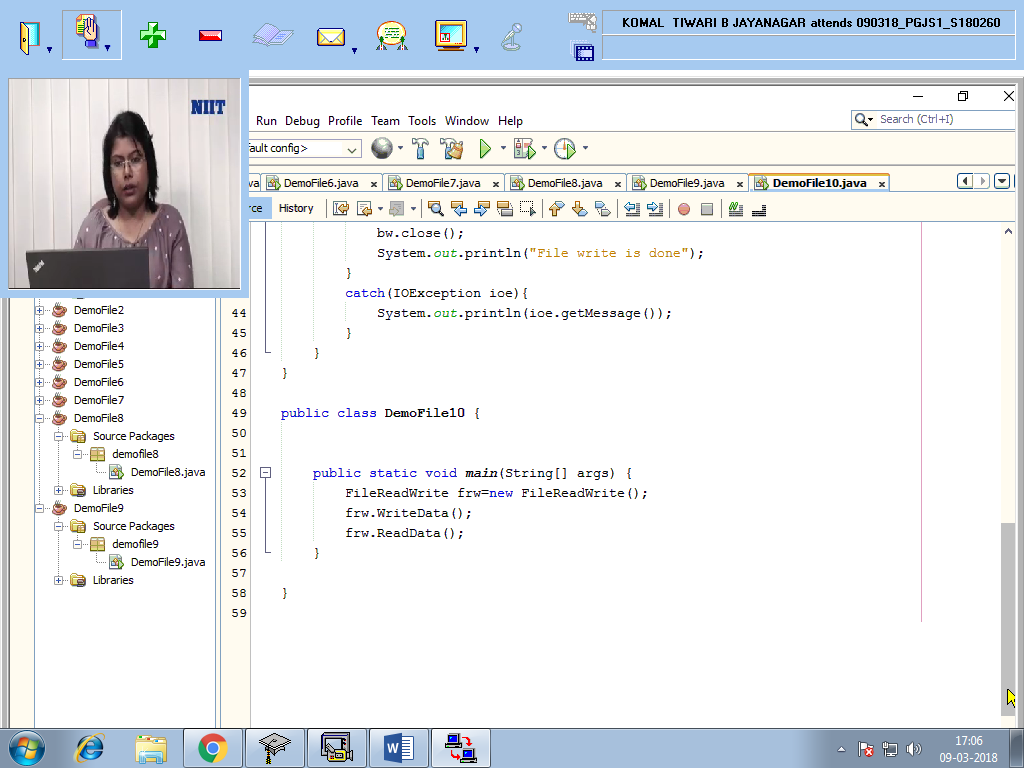 KOMAL TIWARI B JAYANAGAR attends 090318_PGJS1_S180260
NIIT
Run Debug Profile Team Tools Window Help
Search (Ctrl+I)
fault config>
va DemoFile6.java DemoFile7.java DemoFile8.java DemoFile9.java DemoFile10.java
rce History
bw.close();
System.out.println("File write is done");
}
catch(IOException ioe){
44 System.out.println(ioe.getMessage());
45 }
46 }
47 }
48
49 public class DemoFile10 {
50
51
52 public static void main(String[] args) {
53 FileReadWrite frw=new FileReadWrite();
54 frw.WriteData();
55 frw.ReadData();
56 }
57
58 }
59
DemoFile2
DemoFile3
DemoFile4
DemoFile5
DemoFile6
DemoFile7
DemoFile8
Source Packages
demofile8
DemoFile8.java
Libraries
DemoFile9
Source Packages
demofile9
DemoFile9.java
Libraries
17:06
09-03-2018